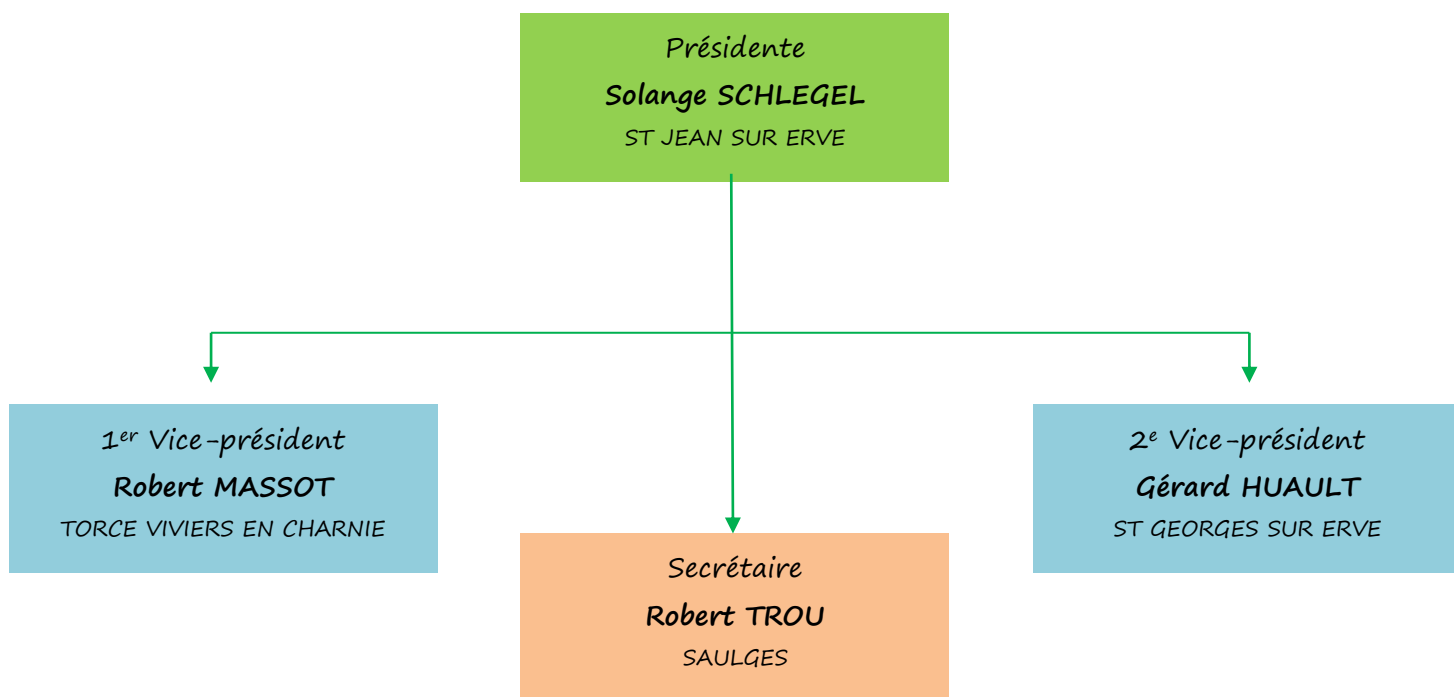 Présidente
Solange SCHLEGEL
ST JEAN SUR ERVE
1er Vice-président
Robert MASSOT
TORCE VIVIERS EN CHARNIE
2e Vice-président
Gérard HUAULT
ST GEORGES SUR ERVE
Secrétaire
Robert TROU
SAULGES